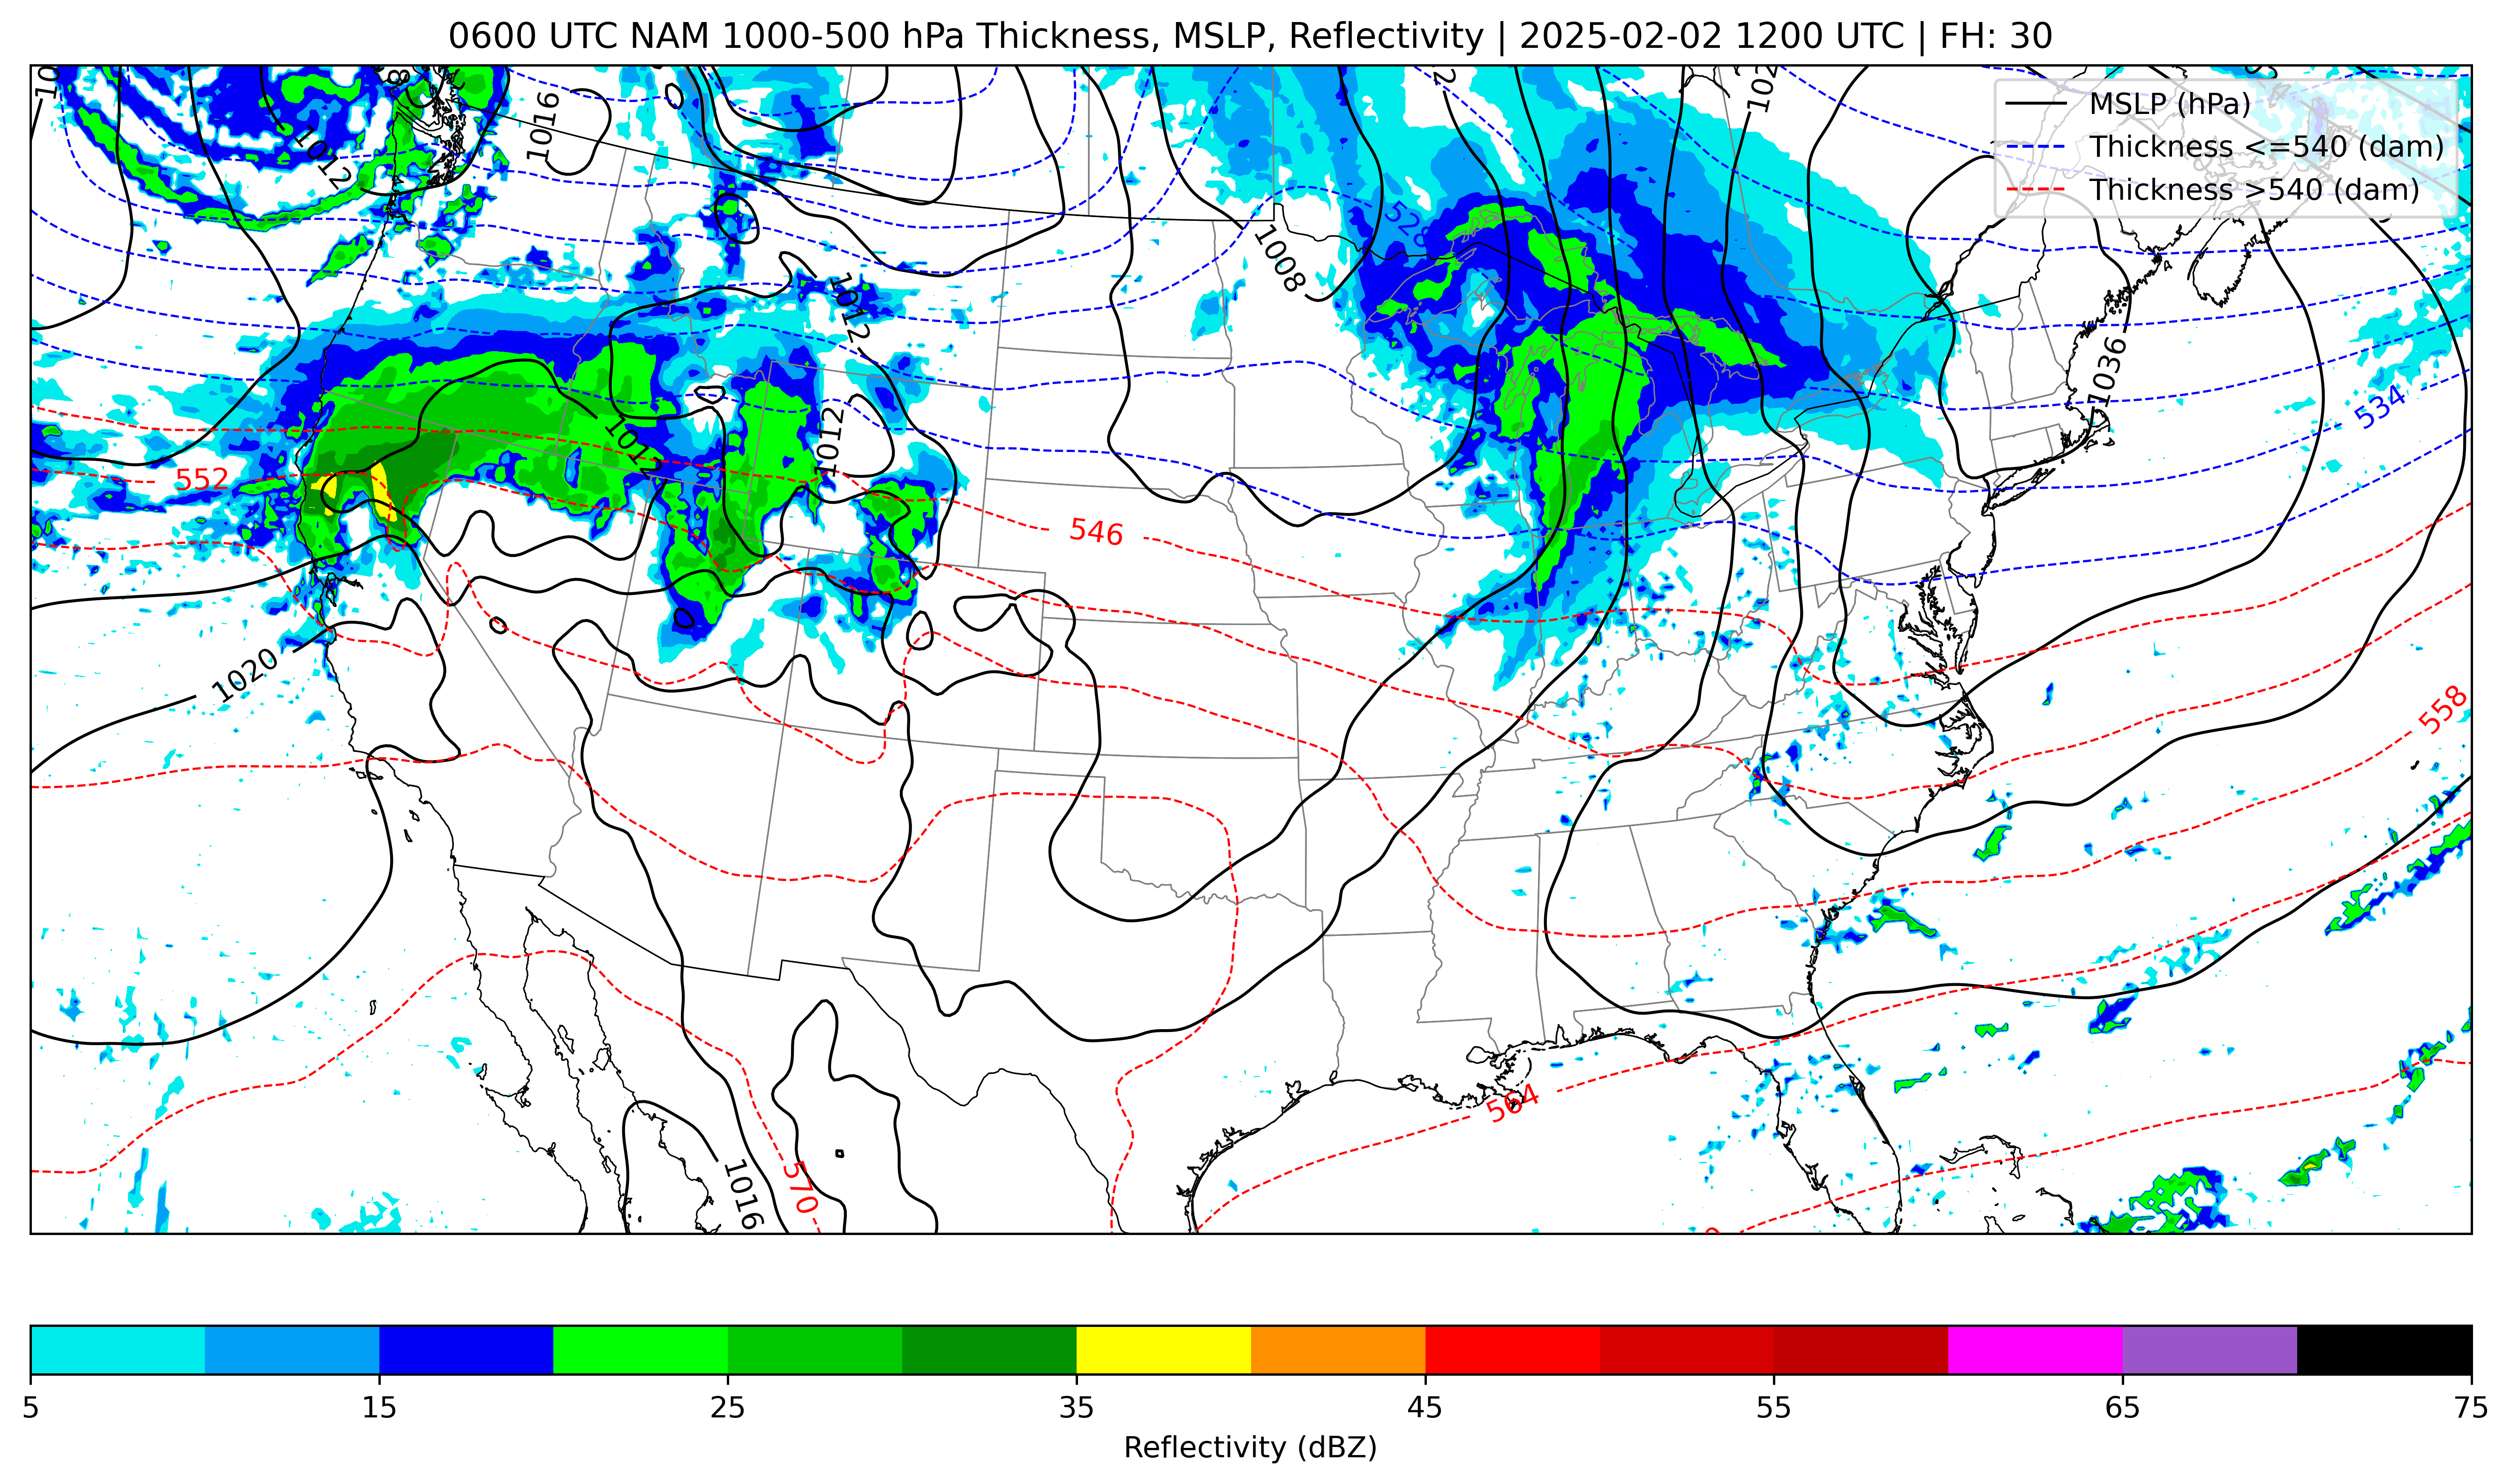 0600 UTC NAM 1000-500 hPa Thickness, MSLP, Reflectivity | 2025-02-02 1200 UTC | FH: 30
MSLP (hPa)
Thickness <=540 (dam)
Thickness >540 (dam)
1016
1012
528
1008
1012
1036
534
1012
1012
552
546
1020
558
564
570
1016
5 15 25 35 45 55 65 75
Reflectivity (dBZ)